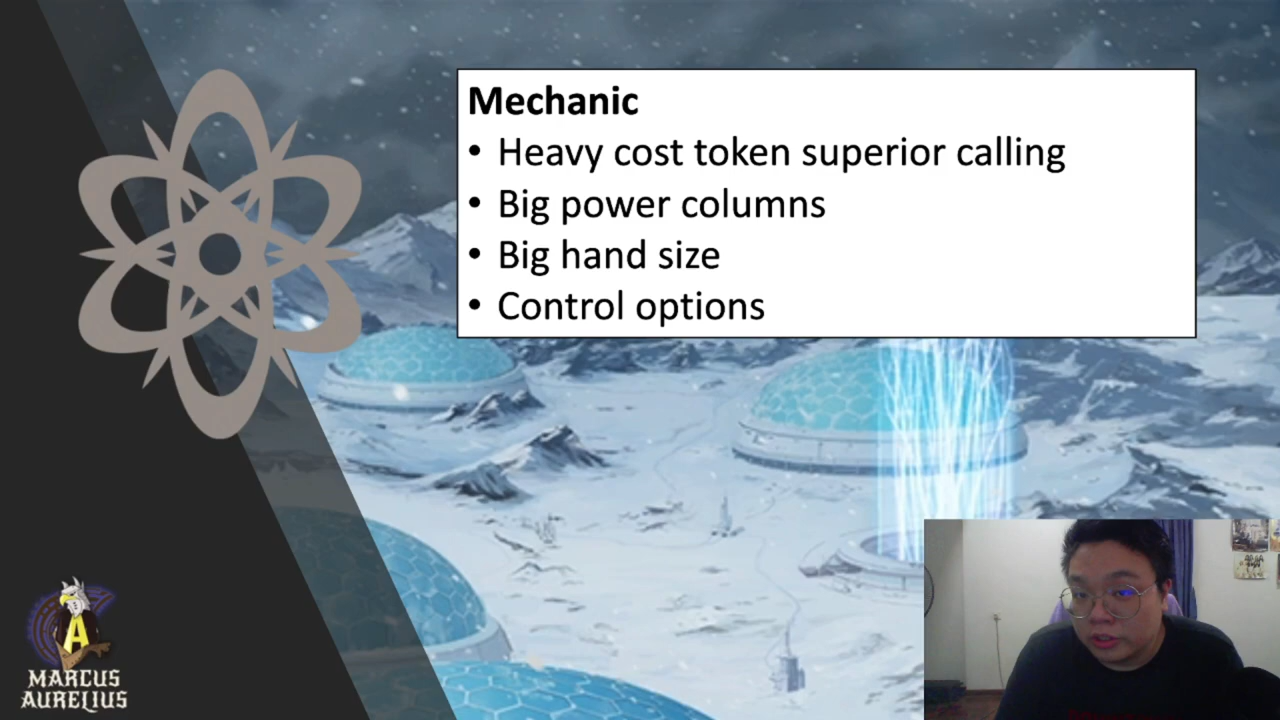 Mechanic
• Heavy cost token superior calling
• Big power columns
• Big hand size
• Control options
A
MARCUS
AURELIUS